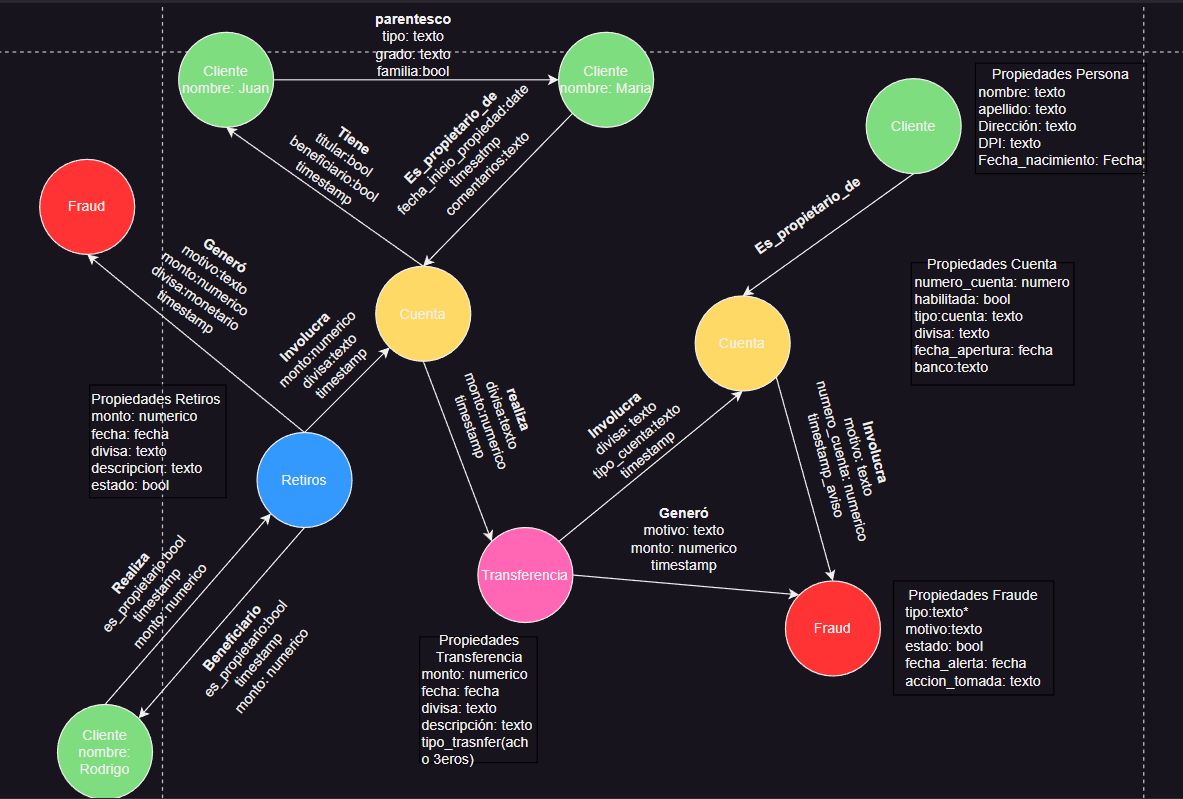 parentesco
tipo: texto
grado: texto
familia:bool
Cliente
nombre: Juan
Cliente
nombre: Maria
Cliente
Propiedades Persona
nombre: texto
apellido: texto
Dirección: texto
DPI: texto
Fecha_nacimiento: Fecha
Tiene
titular:bool
beneficiario:bool
timestamp
Es_propietario_de
fecha_inicio_propiedad:date
timesatmp
comentarios:texto
Es_propietario_de
Fraud
Generó
motivo:texto
monto:numerico
divisa:monetario
timestamp
Involucra
monto:numerico
divisa:texto
timestamp
Cuenta
Cuenta
Propiedades Cuenta
numero_cuenta: numero
habilitada: bool
tipo:cuenta: texto
divisa: texto
fecha_apertura: fecha
banco:texto
Propiedades Retiros
monto: numerico
fecha: fecha
divisa: texto
descripcion: texto
estado: bool
Retiros
realiza
divisa:texto
monto:numerico
timestamp
Involucra
divisa: texto
tipo_cuenta:texto
timestamp
Involucra
motivo: texto
numero_cuenta: numerico
timestamp_aviso
Generó
motivo: texto
monto: numerico
timestamp
Transferencia
Realiza
es_propietario:bool
timestamp
monto: numerico
Beneficiario
es_propietario:bool
timestamp
monto: numerico
Fraud
Propiedades Fraude
tipo:texto*
motivo:texto
estado: bool
fecha_alerta: fecha
accion_tomada: texto
Propiedades
Transferencia
monto: numerico
fecha: fecha
divisa: texto
descripción: texto
tipo_trasnfer(ach
o 3eros)
Cliente
nombre:
Rodrigo